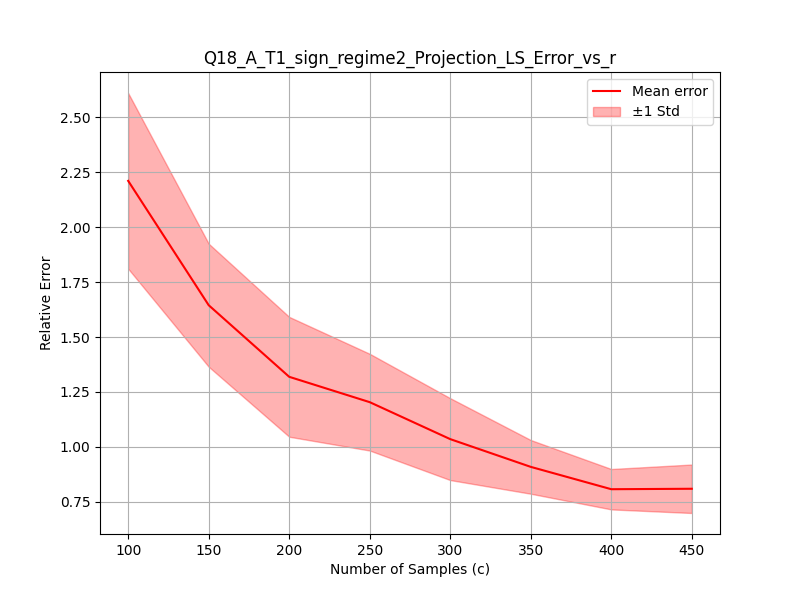 Q18_A_T1_sign_regime2_Projection_LS_Error_vs_r
Mean error
±1 Std
Relative Error
2.50
2.25
2.00
1.75
1.50
1.25
1.00
0.75
100 150 200 250 300 350 400 450
Number of Samples (c)